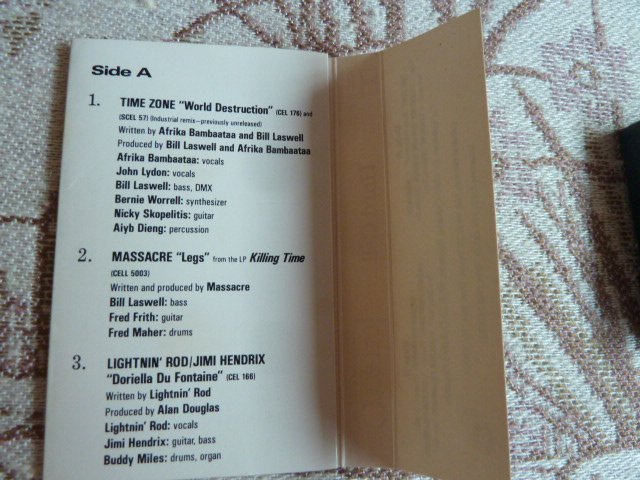 Side A
1. TIME ZONE "World Destruction" (CEL 176) and
(SCEL 57) (Industrial remix—previously unreleased)
Written by Afrika Bambaataa and Bill Laswell
Produced by Bill Laswell and Afrika Bambaataa
Afrika Bambaataa: vocals
John Lydon: vocals
Bill Laswell: bass, DMX
Bernie Worrell: synthesizer
Nicky Skopelitis: guitar
Aiyb Dieng: percussion
2. MASSACRE "Legs" from the LP Killing Time
(CELL 5003)
Written and produced by Massacre
Bill Laswell: bass
Fred Frith: guitar
Fred Maher: drums
3. LIGHTNIN' ROD/JIMI HENDRIX
"Doriella Du Fontaine" (CEL 166)
Written by Lightnin' Rod
Produced by Alan Douglas
Lightnin' Rod: vocals
Jimi Hendrix: guitar, bass
Buddy Miles: drums, organ